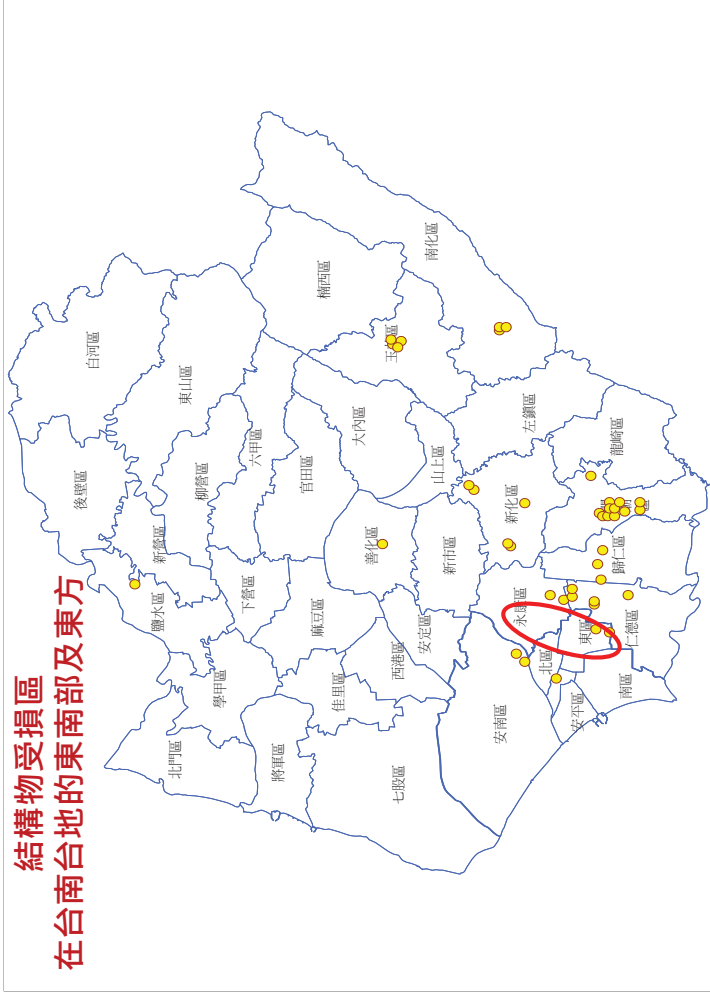 結構物受損區
在台南台地的東南部及東方
後壁區
白河區
鹽水區
新營區
東山區
柳營區
北門區
學甲區
下營區
六甲區
將軍區
麻豆區
官田區
楠西區
佳里區
大內區
七股區
西港區
善化區
安定區
南化區
新市區
山上區
安南區
新化區
左鎮區
永康區
北區
安平區
東區
歸仁區
龍崎區
南區
仁德區